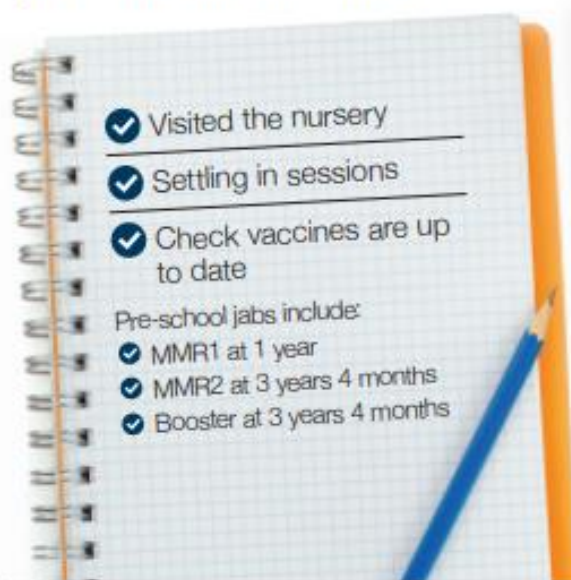 Visited the nursery
Settling in sessions
Check vaccines are up
to date
Pre-school jabs include:
MMR1 at 1 year
MMR2 at 3 years 4 months
Booster at 3 years 4 months